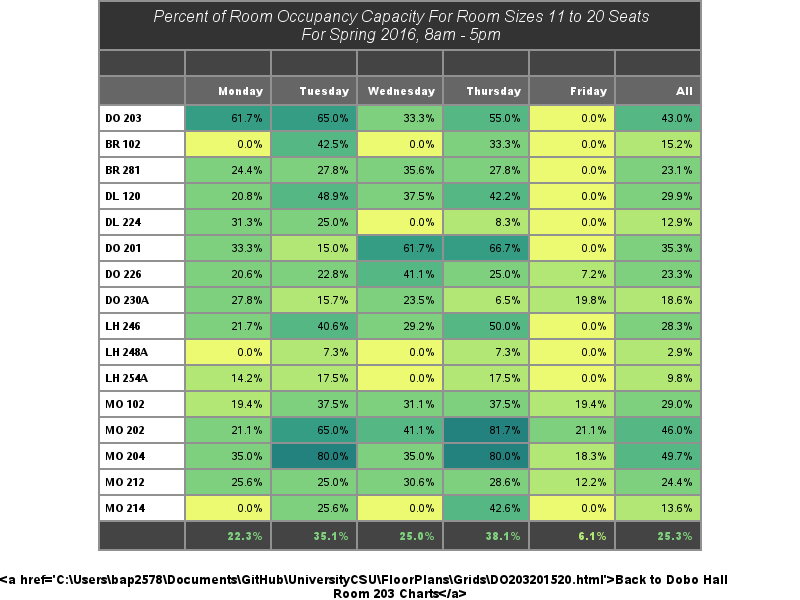 Percent of Room Occupancy Capacity For Room Sizes 11 to 20 Seats
For Spring 2016, 8am - 5pm
Monday Tuesday Wednesday Thursday Friday All
DO 203 61.7% 65.0% 33.3% 55.0% 0.0% 43.0%
BR 102 0.0% 42.5% 0.0% 33.3% 0.0% 15.2%
BR 281 24.4% 27.8% 35.6% 27.8% 0.0% 23.1%
DL 120 20.8% 48.9% 37.5% 42.2% 0.0% 29.9%
DL 224 31.3% 25.0% 0.0% 8.3% 0.0% 12.9%
DO 201 33.3% 15.0% 61.7% 66.7% 0.0% 35.3%
DO 226 20.6% 22.8% 41.1% 25.0% 7.2% 23.3%
DO 230A 27.8% 15.7% 23.5% 6.5% 19.8% 18.6%
LH 246 21.7% 40.6% 29.2% 50.0% 0.0% 28.3%
LH 248A 0.0% 7.3% 0.0% 7.3% 0.0% 2.9%
LH 254A 14.2% 17.5% 0.0% 17.5% 0.0% 9.8%
MO 102 19.4% 37.5% 31.1% 37.5% 19.4% 29.0%
MO 202 21.1% 65.0% 41.1% 81.7% 21.1% 46.0%
MO 204 35.0% 80.0% 35.0% 80.0% 18.3% 49.7%
MO 212 25.6% 25.0% 30.6% 28.6% 12.2% 24.4%
MO 214 0.0% 25.6% 0.0% 42.6% 0.0% 13.6%
22.3% 35.1% 25.0% 38.1% 6.1% 25.3%
<a href='C:\Users\bap2578\Documents\GitHub\UniversityCSU\FloorPlans\Grids\DO203201520.html'>Back to Dobo Hall
Room 203 Charts</a>